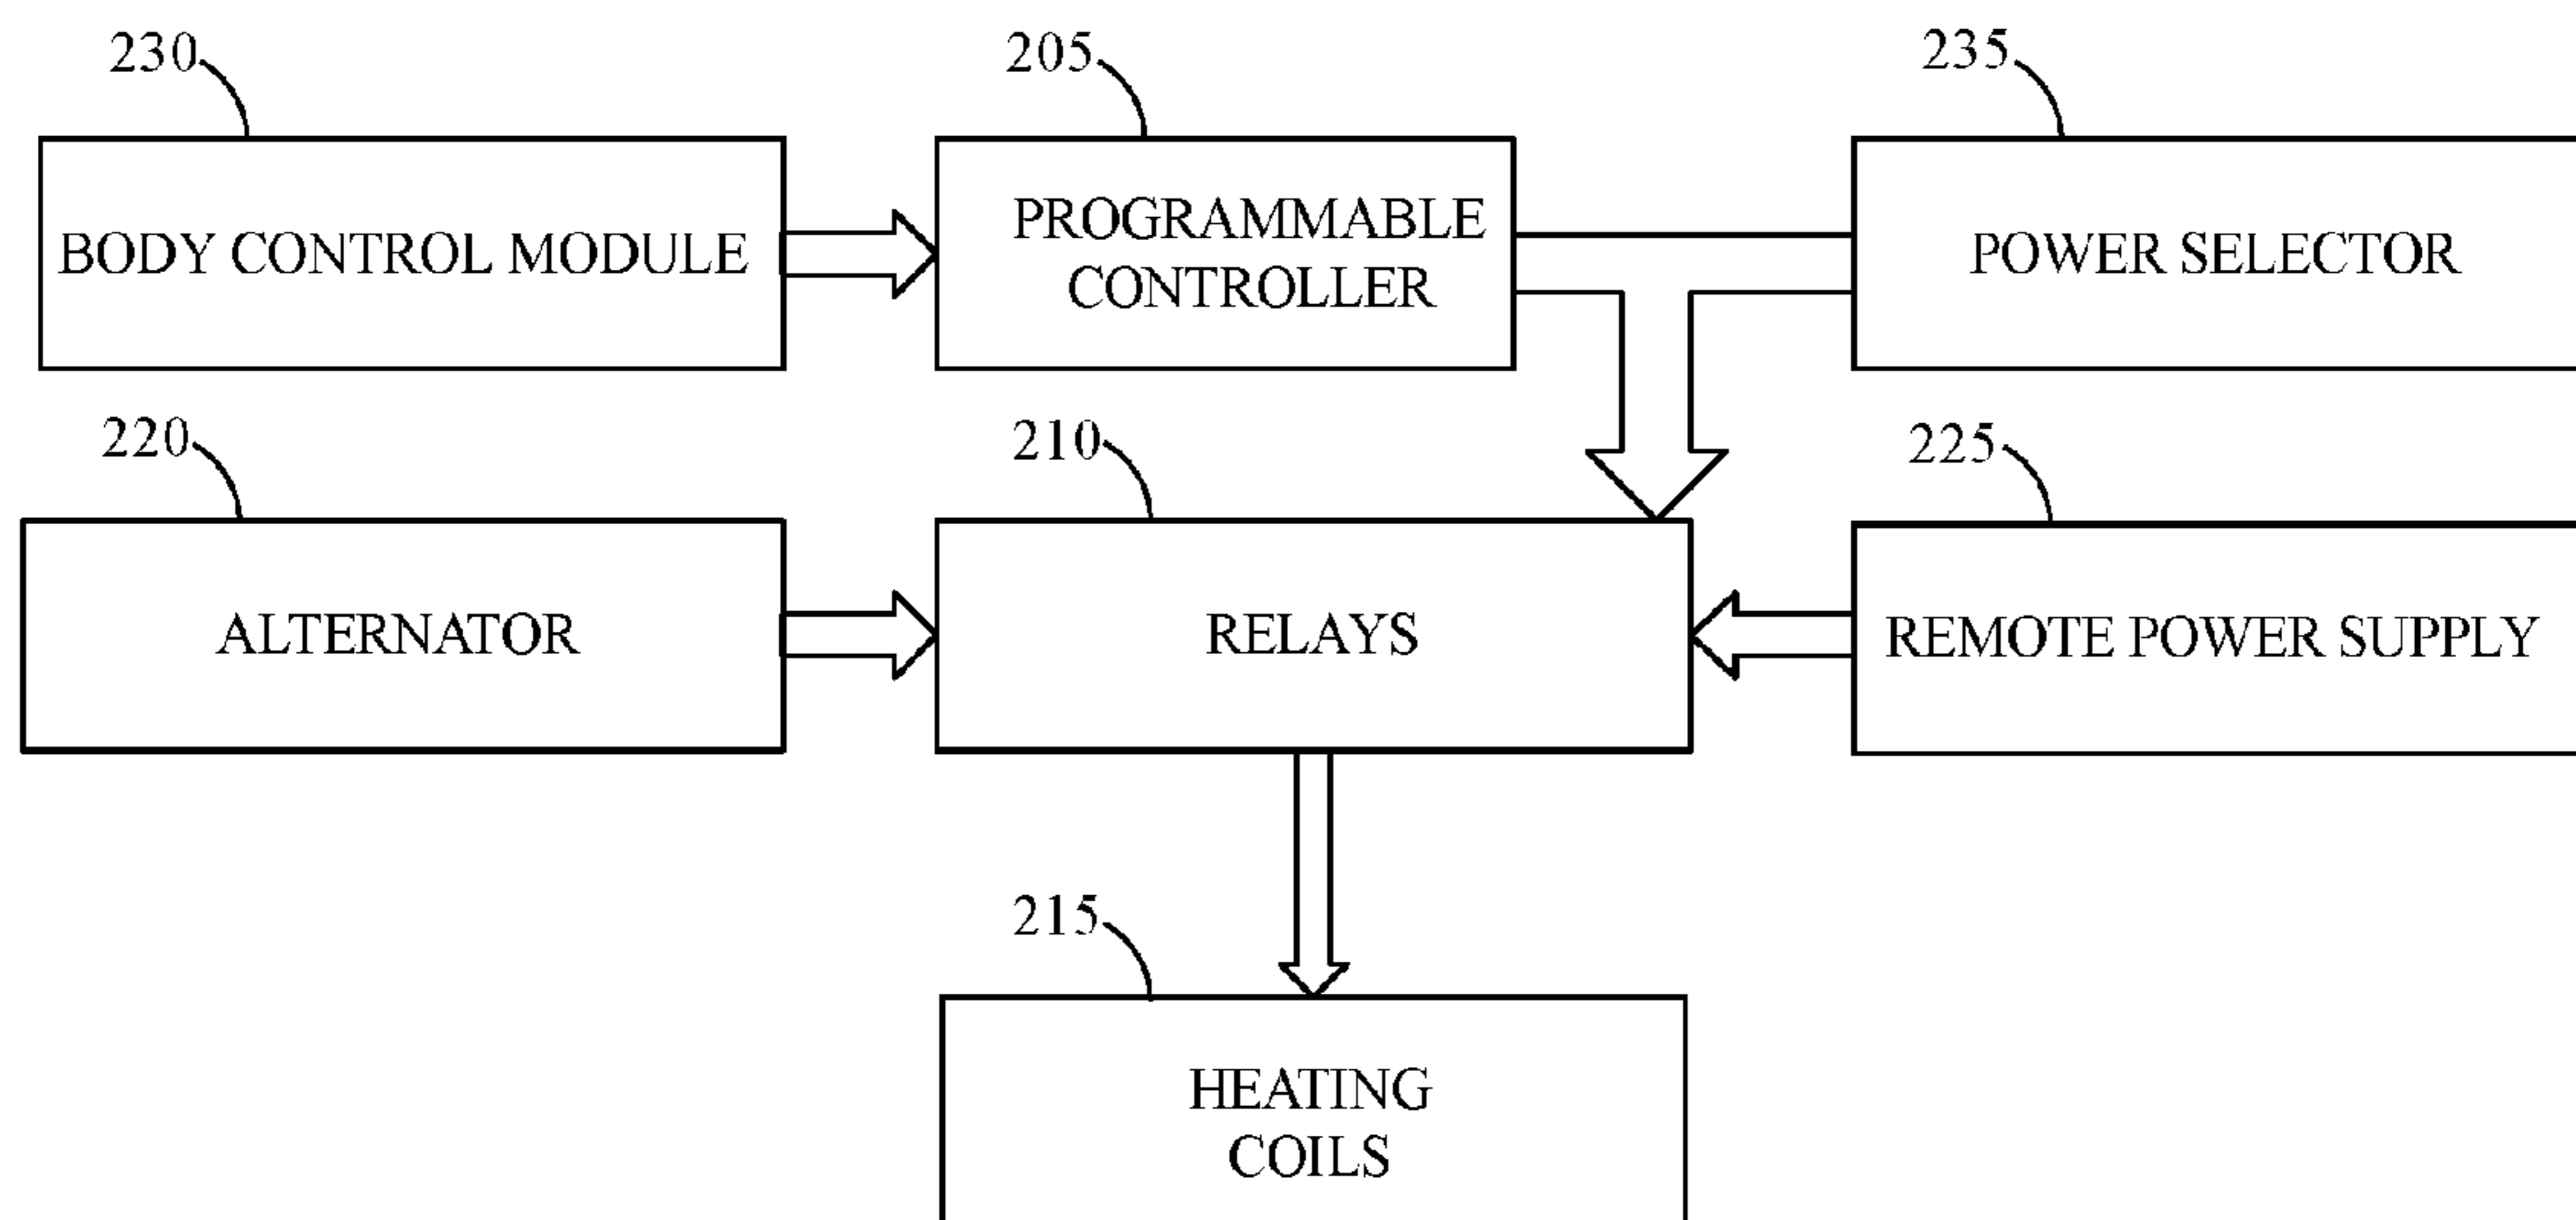 230
205
235
BODY CONTROL MODULE
PROGRAMMABLE
CONTROLLER
POWER SELECTOR
220
210
225
ALTERNATOR
RELAYS
REMOTE POWER SUPPLY
215
HEATING
COILS